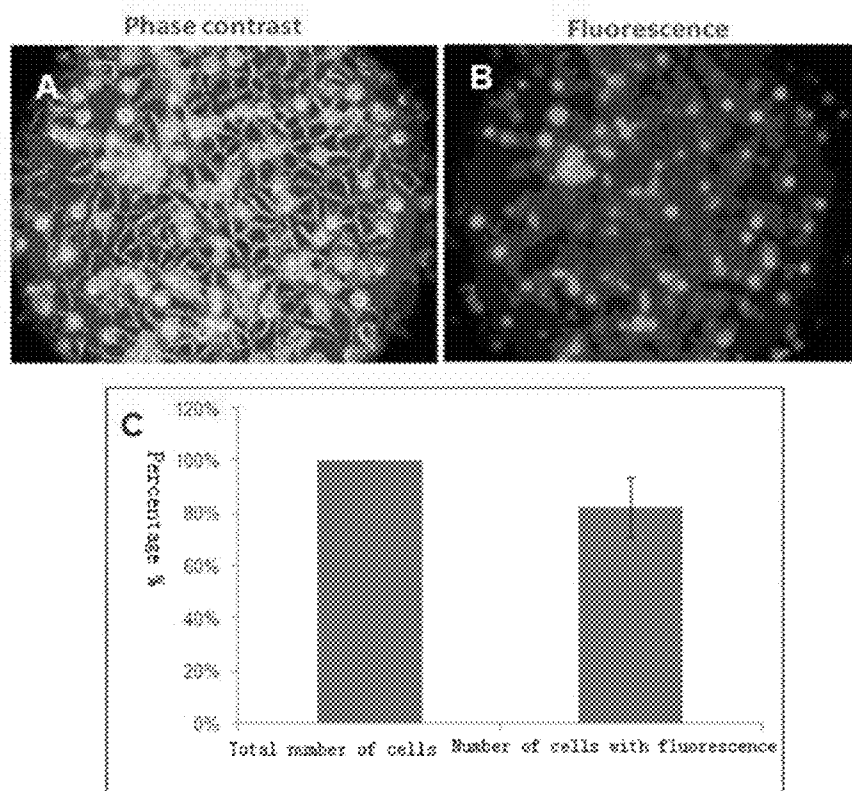 Phase contrast
Fluorescence
A
B
C
120%
100%
80%
60%
40%
20%
0%
Percentage %
Total number of cells
Number of cells with fluorescence